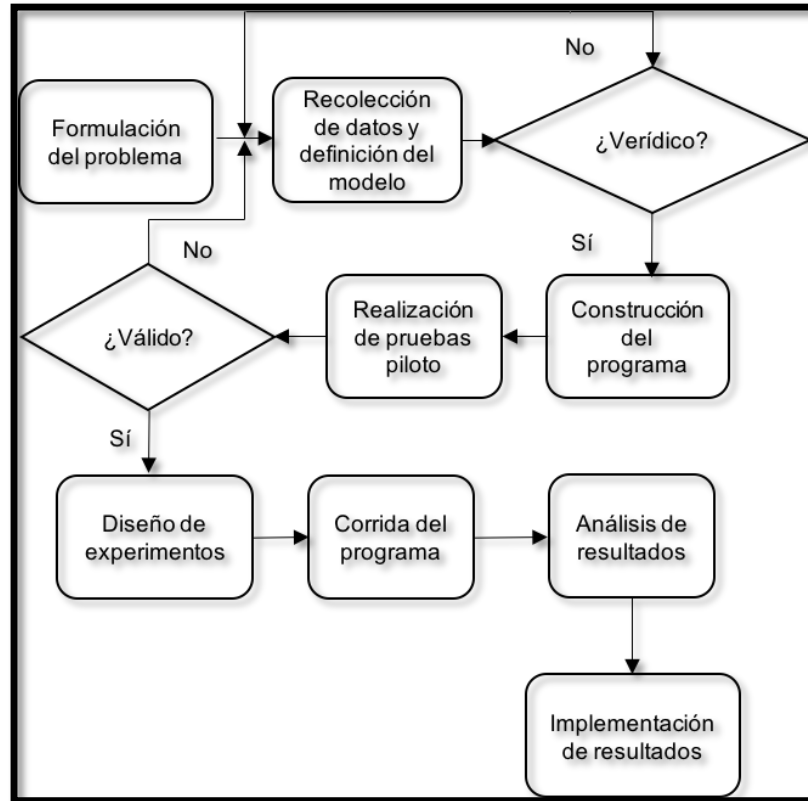 No
Formulación
del problema
Recolección
de datos y
definición del
modelo
¿Verídico?
Sí
No
¿Válido?
Realización
de pruebas
piloto
Construcción
del
programa
Sí
Diseño de
experimentos
Corrida del
programa
Análisis de
resultados
Implementación
de resultados